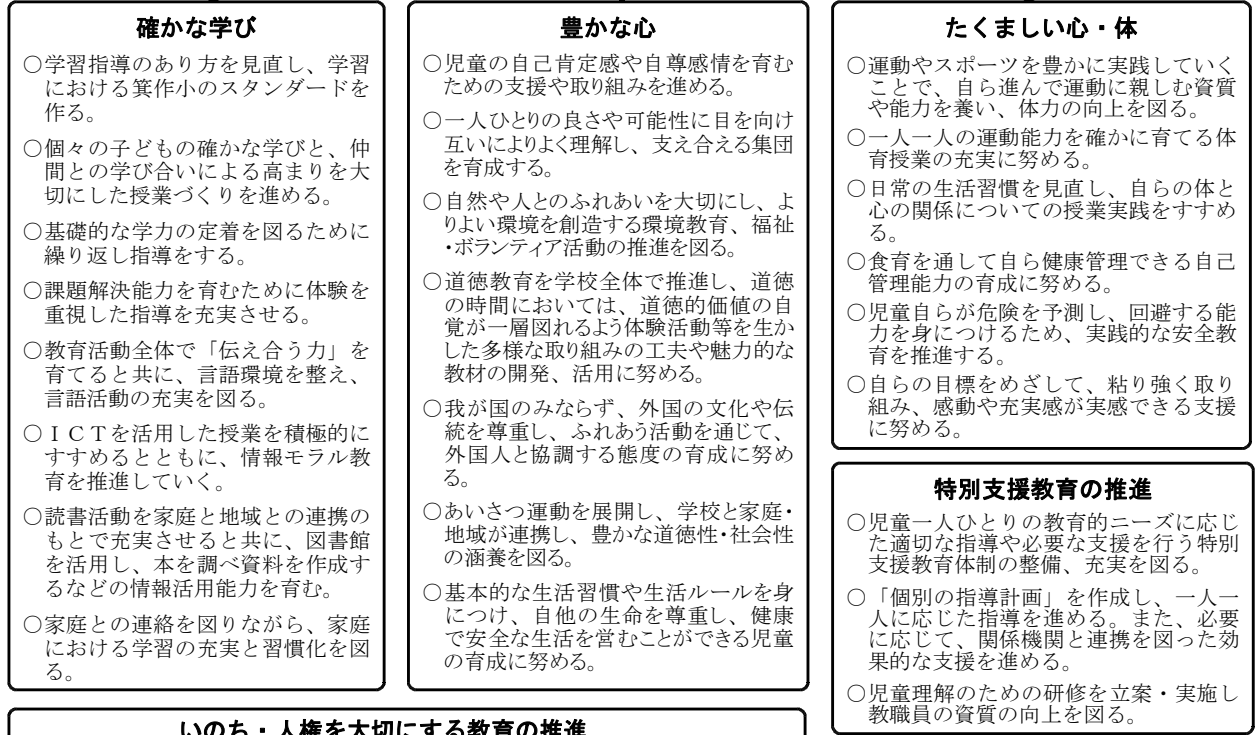 確かな学び
○学習指導のあり方を見直し、学習
における箕作小のスタンダードを
作る。
○個々の子どもの確かな学びと、仲
間との学び合いによる高まりを大
切にした授業づくりを進める。
○基礎的な学力の定着を図るために
繰り返し指導をする。
○課題解決能力を育むために体験を
重視した指導を充実させる。
○教育活動全体で「伝え合う力」を
育てると共に、言語環境を整え、
言語活動の充実を図る。
○ＩＣＴを活用した授業を積極的に
すすめるとともに、情報モラル教
育を推進していく。
○読書活動を家庭と地域との連携の
もとで充実させると共に、図書館
を活用し、本を調べ資料を作成す
るなどの情報活用能力を育む。
○家庭との連絡を図りながら、家庭
における学習の充実と習慣化を図
る。
豊かな心
○児童の自己肯定感や自尊感情を育む
ための支援や取り組みを進める。
○一人ひとりの良さや可能性に目を向け
互いによりよく理解し、支え合える集団
を育成する。
○自然や人とのふれあいを大切にし、よ
りよい環境を創造する環境教育、福祉
・ボランティア活動の推進を図る。
○道徳教育を学校全体で推進し、道徳
の時間においては、道徳的価値の自
覚が一層図れるよう体験活動等を生か
した多様な取り組みの工夫や魅力的な
教材の開発、活用に努める。
○我が国のみならず、外国の文化や伝
統を尊重し、ふれあう活動を通じて、
外国人と協調する態度の育成に努め
る。
○あいさつ運動を展開し、学校と家庭・
地域が連携し、豊かな道徳性・社会性
の涵養を図る。
○基本的な生活習慣や生活ルールを身
につけ、自他の生命を尊重し、健康
で安全な生活を営むことができる児童
の育成に努める。
たくましい心・体
○運動やスポーツを豊かに実践していく
ことで、自ら進んで運動に親しむ資質
や能力を養い、体力の向上を図る。
○一人一人の運動能力を確かに育てる体
育授業の充実に努める。
○日常の生活習慣を見直し、自らの体と
心の関係についての授業実践をすすめ
る。
○食育を通して自ら健康管理できる自己
管理能力の育成に努める。
○児童自らが危険を予測し、回避する能
力を身につけるため、実践的な安全教
育を推進する。
○自らの目標をめざして、粘り強く取り
組み、感動や充実感が実感できる支援
に努める。
特別支援教育の推進
○児童一人ひとりの教育的ニーズに応じ
た適切な指導や必要な支援を行う特別
支援教育体制の整備、充実を図る。
○「個別の指導計画」を作成し、一人一
人に応じた指導を進める。また、必要
に応じて、関係機関と連携を図った効
果的な支援を進める。
○児童理解のための研修を立案・実施し
教職員の資質の向上を図る。
いのち・人権を大切にする教育の推進